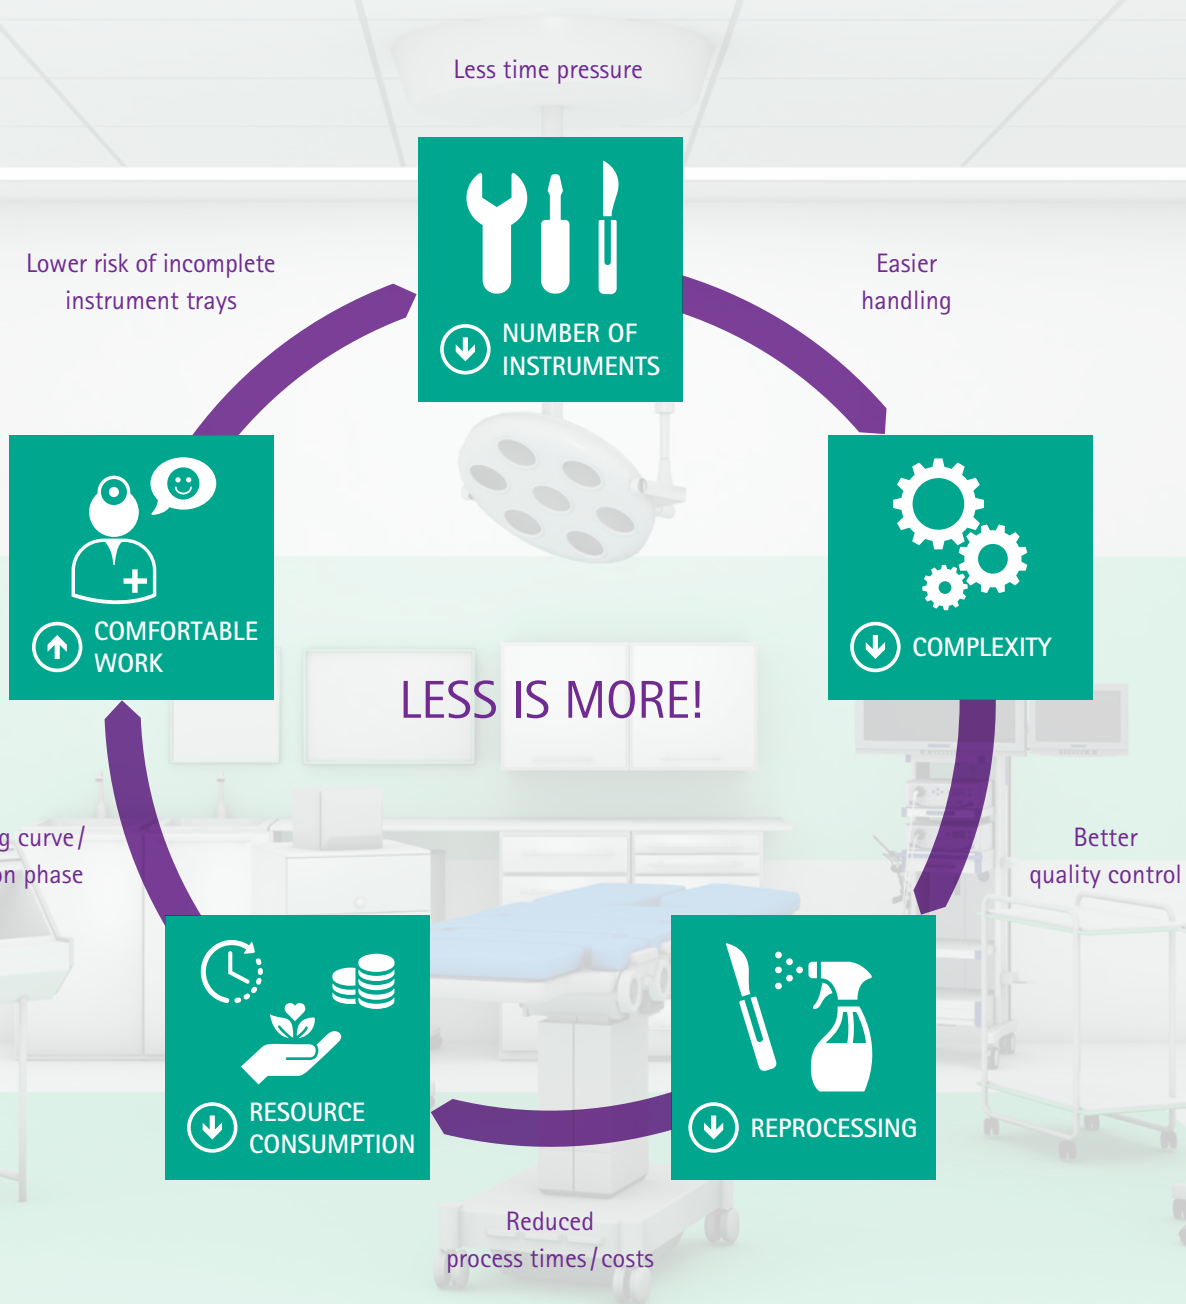 Less time pressure
Lower risk of incomplete
instrument trays
Easier
handling
NUMBER OF
INSTRUMENTS
COMFORTABLE
WORK
COMPLEXITY
LESS IS MORE!
curve/
phase
Better
quality control
RESOURCE
CONSUMPTION
REPROCESSING
Reduced
process times/costs